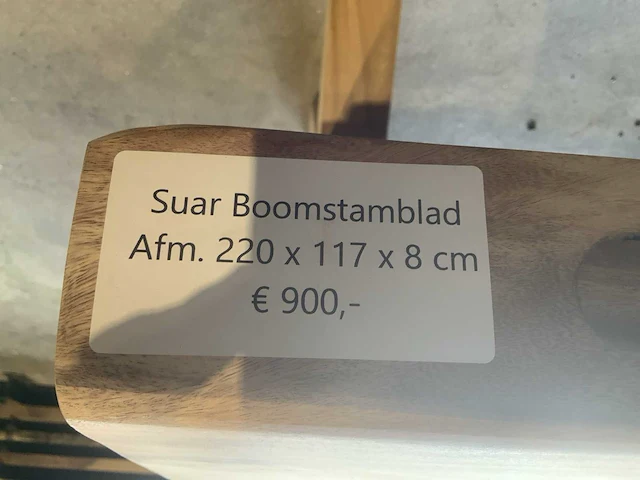 Suar Boomstamblad
Afm. 220 x 117 x 8 cm
€ 900,-